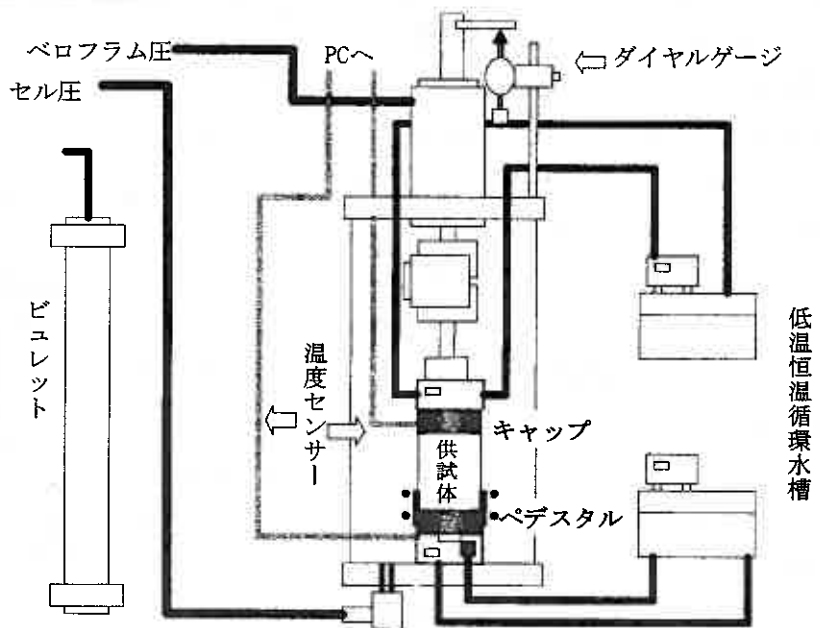 ベロフラム圧
PCへ
ダイヤルゲージ
セル圧
ビュレット
温度センサー
低温恒温循環水槽
キャップ
供試体
ペデスタル